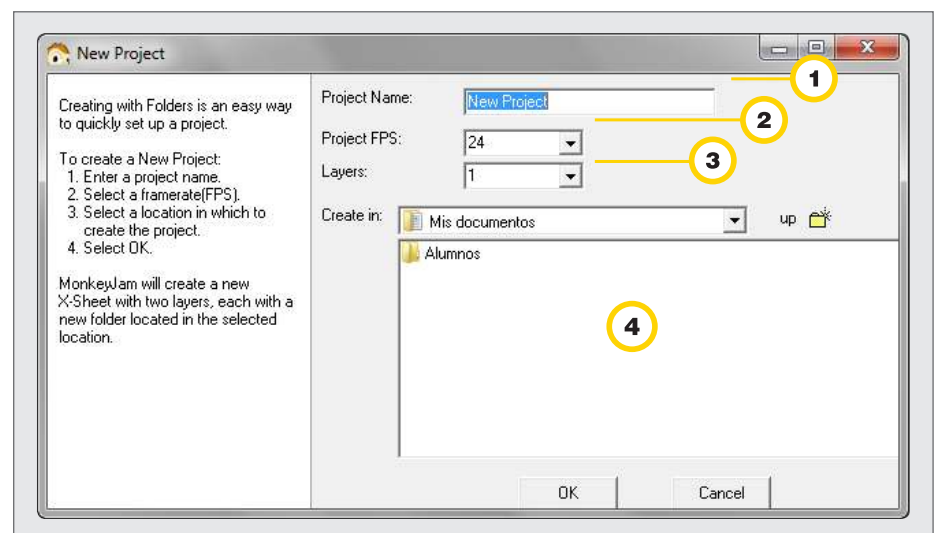 New Project
Creating with Folders is an easy way
to quickly set up a project.
To create a New Project:
1. Enter a project name.
2. Select a framerate(FPS).
3. Select a location in which to
create the project.
4. Select OK.
MonkeyJam will create a new
X-Sheet with two layers, each with a
new folder located in the selected
location.
Project Name: New Project
1
Project FPS: 24
2
Layers: 1
3
Create in: Mis documentos up
Alumnos
4
OK Cancel